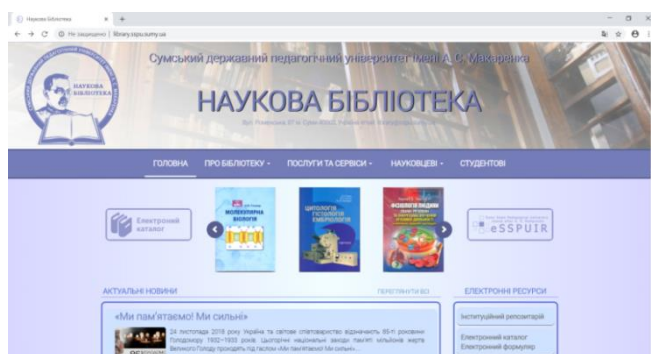 Наукова бібліотека
Не защищено | library.sspu.sumy.ua
Сумський державний педагогічний університет імені А. С. Макаренка
НАУКОВА
БІБЛІОТЕКА
НАУКОВА БІБЛІОТЕКА
ГОЛОВНА ПРО БІБЛІОТЕКУ ПОСЛУГИ ТА СЕРВІСИ НАУКОВЦЕВІ СТУДЕНТОВІ
Електронний
каталог
МОЛЕКУЛЯРНА
БІОЛОГІЯ
ЦИТОЛОГІЯ
ГІСТОЛОГІЯ
ЕМБРІОЛОГІЯ
ФІЗІОЛОГІЯ ЛЮДИНИ
eSSPUIR
АКТУАЛЬНІ НОВИНИ ПЕРЕГЛЯНУТИ ВСІ ЕЛЕКТРОННІ РЕСУРСИ
«Ми пам'ятаємо! Ми сильні»
24 листопада 2018 року Україна та світове співтовариство відзначають 85-ті роковини
Голодомору 1932–1933 років. Цьогорічні національні заходи пам'яті мільйонів жертв
Великого Голоду проходять під гаслом «Ми пам'ятаємо! Ми сильні» .
Інституційний репозитарій
Електронний каталог
Електронний формуляр